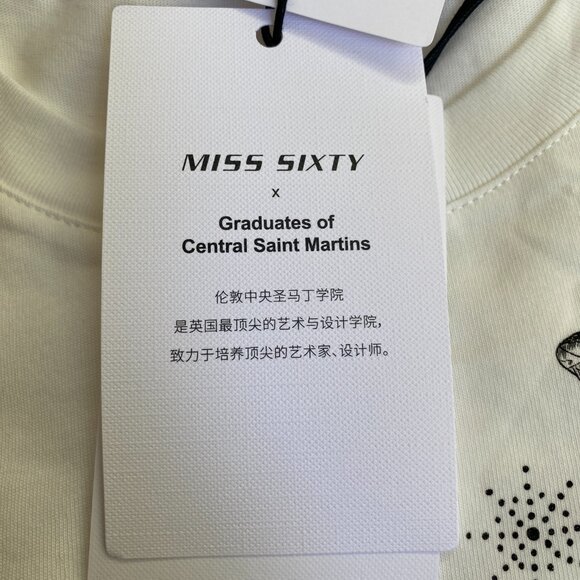 MISS SIXTY
x
Graduates of
Central Saint Martins
伦敦中央圣马丁学院
是英国最顶尖的艺术与设计学院,
致力于培养顶尖的艺术家、设计师。